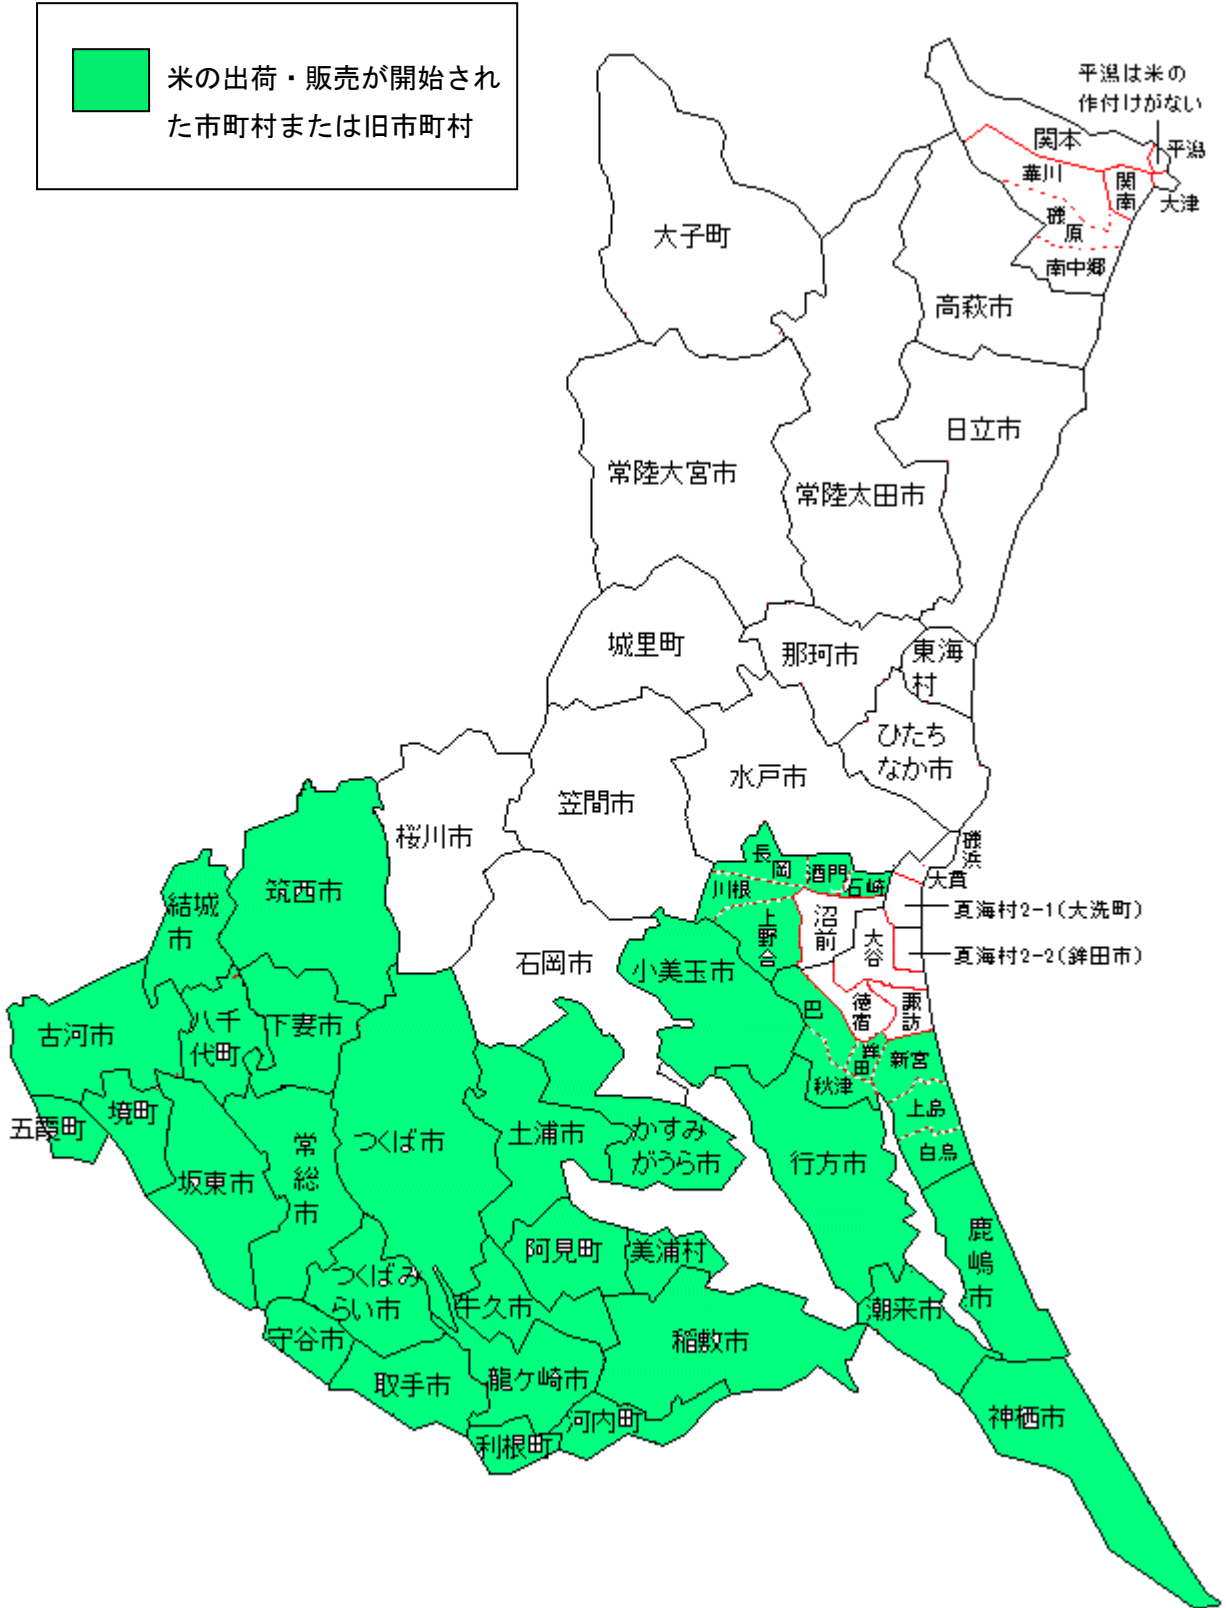 米の出荷・販売が開始され
た市町村または旧市町村
平潟は米の
作付けがない
関本
平潟
華川
関南
大津
磯原
南中郷
大子町
高萩市
日立市
常陸大宮市
常陸太田市
城里町
那珂市
東海
村
ひたち
なか市
水戸市
笠間市
桜川市
磯浜
大貫
長岡
酒門
石崎
川根
筑西市
結城
市
夏海村2-1(大洗町)
沼前
上野合
大谷
夏海村2-2(鉾田市)
石岡市
小美玉市
巴
徳宿
諏訪
古河市
八千
代町
下妻市
鉾田
新宮
秋津
上島
白鳥
五霞町
境町
坂東市
常総市
つくば市
土浦市
かすみ
がうら市
行方市
鹿嶋市
阿見町
美浦村
つくばみ
らい市
牛久市
潮来市
守谷市
稲敷市
取手市
龍ケ崎市
河内町
利根町
神栖市